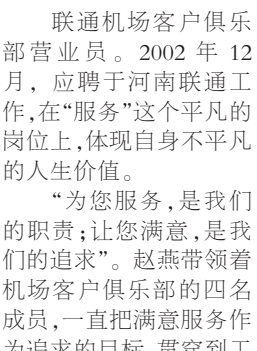 联通机场客户俱乐
部营业员。2002 年 12
月，应聘于河南联通工
作,在“服务”这个平凡的
岗位上,体现自身不平凡
的人生价值。
“为您服务,是我们
的职责;让您满意,是我
们的追求”。赵燕带领着
机场客户俱乐部的四名
成员,一直把满意服务作
为追求的目标,贯穿到工